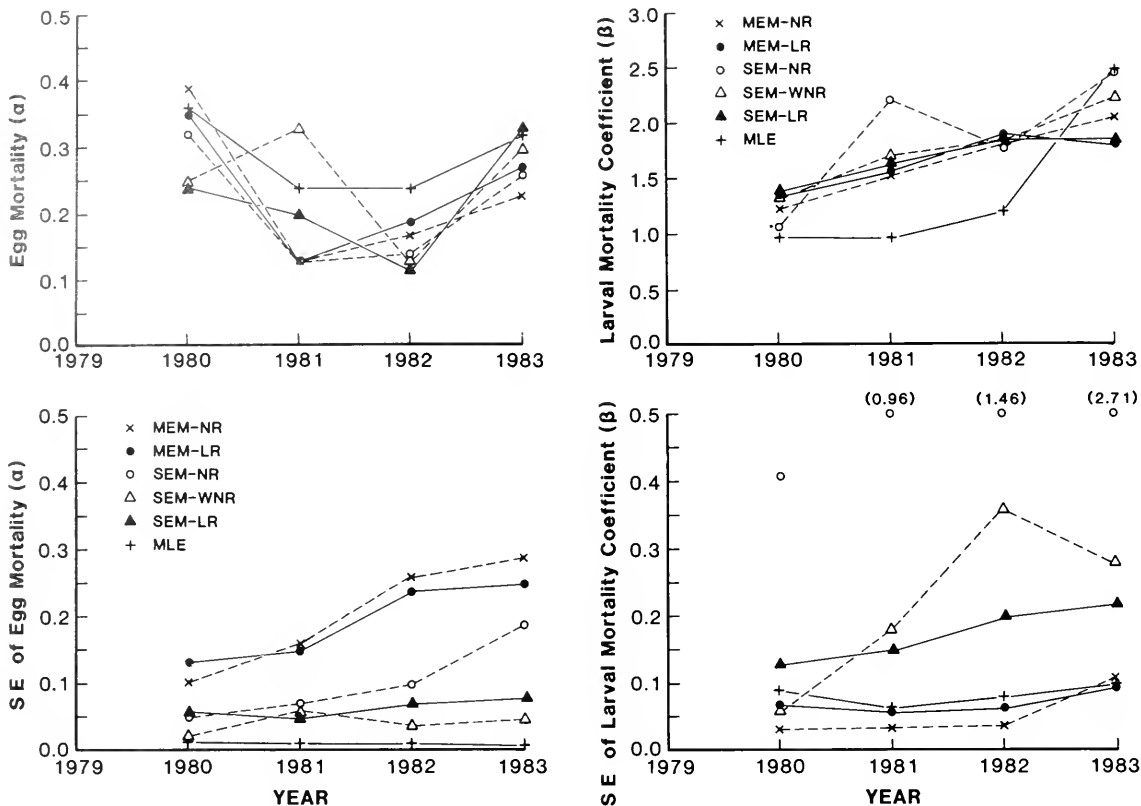 Egg Mortality (α)
0.5
0.4
0.3
0.2
0.1
0.0
1979 1980 1981 1982 1983
Larval Mortality Coefficient (β)
3.0
2.5
2.0
1.5
1.0
0.5
0.0
MEM-NR
MEM-LR
SEM-NR
SEM-WNR
SEM-LR
MLE
1979 1980 1981 1982 1983
SE of Egg Mortality (α)
0.5
0.4
0.3
0.2
0.1
0.0
MEM-NR
MEM-LR
SEM-NR
SEM-WNR
SEM-LR
MLE
1979 1980 1981 1982 1983
YEAR
SE of Larval Mortality Coefficient (β)
0.5
0.4
0.3
0.2
0.1
0.0
(0.96) (1.46) (2.71)
1979 1980 1981 1982 1983
YEAR